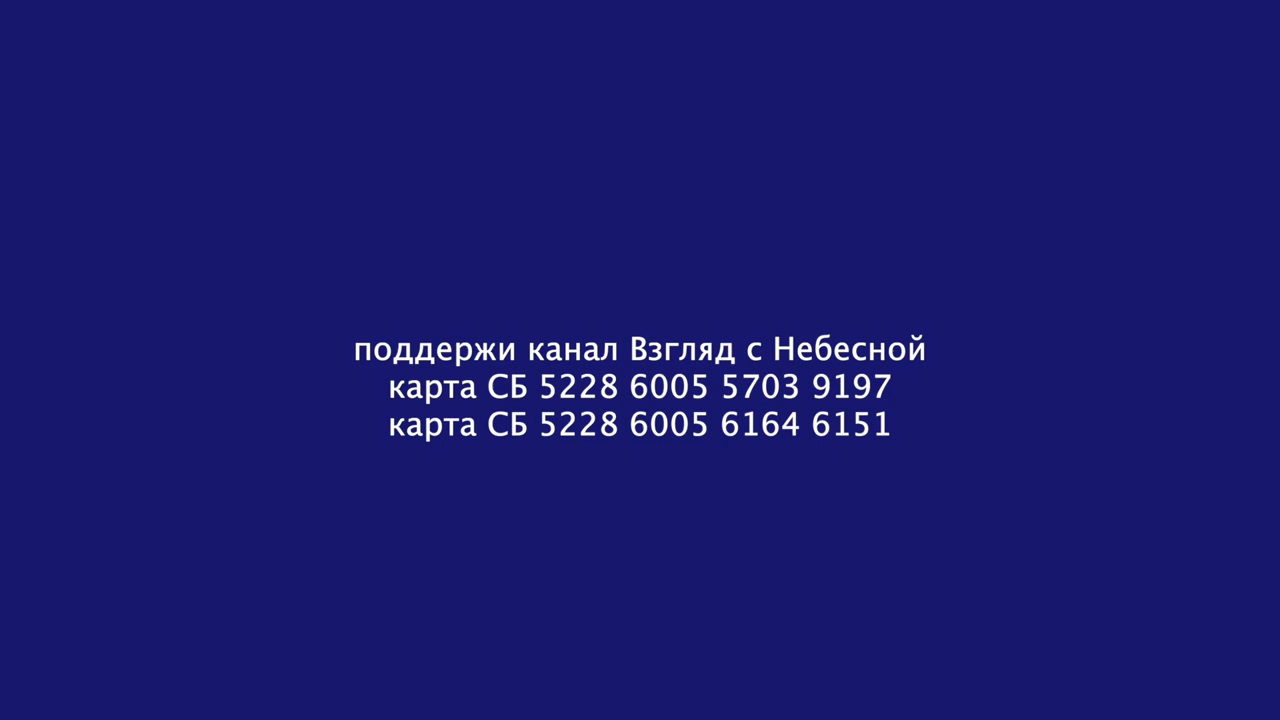 поддержи канал Взгляд с Небесной
карта СБ 5228 6005 5703 9197
карта СБ 5228 6005 6164 6151